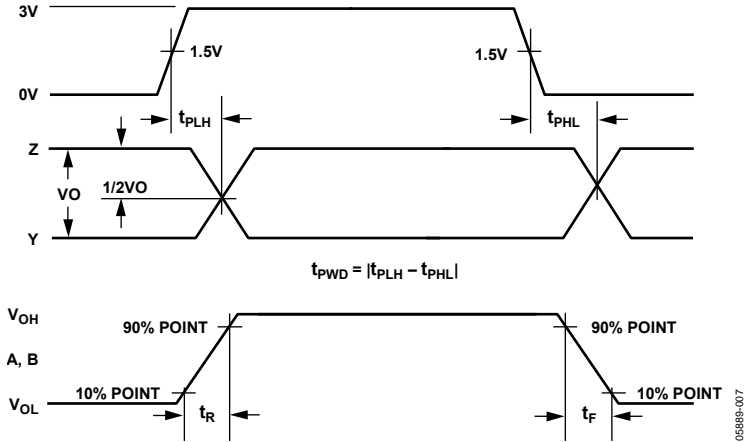 3V
1.5V
1.5V
0V
tPLH
tPHL
Z
VO
1/2VO
Y
tPWD = |tPLH – tPHL|
VOH
90% POINT
90% POINT
A, B
10% POINT
10% POINT
VOL
tR
tF
05889-007